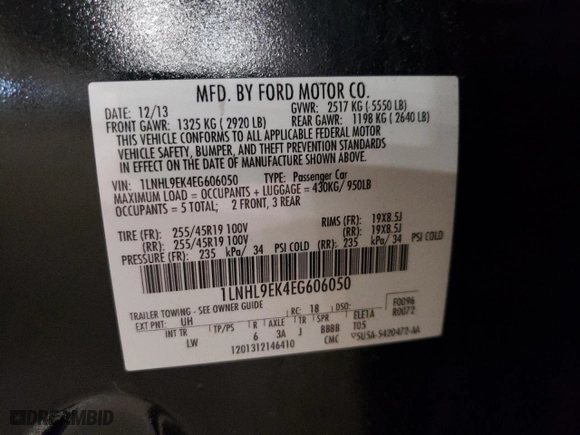 MFD. BY FORD MOTOR CO.
DATE: 12/13 GVWR: 2517 KG ( 5550 LB)
FRONT GAWR: 1325 KG ( 2920 LB) REAR GAWR: 1198 KG ( 2640 LB)
THIS VEHICLE CONFORMS TO ALL APPLICABLE FEDERAL MOTOR
VEHICLE SAFETY, BUMPER, AND THEFT PREVENTION STANDARDS
IN EFFECT ON THE DATE OF MANUFACTURE SHOWN ABOVE.
VIN: 1LNHL9EK4EG606050 TYPE: Passenger Car
MAXIMUM LOAD = OCCUPANTS + LUGGAGE = 430KG/ 950LB
OCCUPANTS = 5 TOTAL; 2 FRONT, 3 REAR
TIRE (FR): 255/45R19 100V RIMS (FR): 19X8.5J
(RR): 255/45R19 100V (RR): 19X8.5J
PRESSURE (FR): 235 kPa/ 34 PSI COLD (RR): 235 kPa/ 34 PSI COLD
1LNHL9EK4EG606050
TRAILER TOWING - SEE OWNER GUIDE
RC: 18 DSO: F0096
EXT PNT: UH R0072
INT TR TP/PS R AXLE TR SPR ELE1A
LW 6 3A J BBBB TOS
CMC
1201312146410
5U5A-5420472-AA
DREAMBID